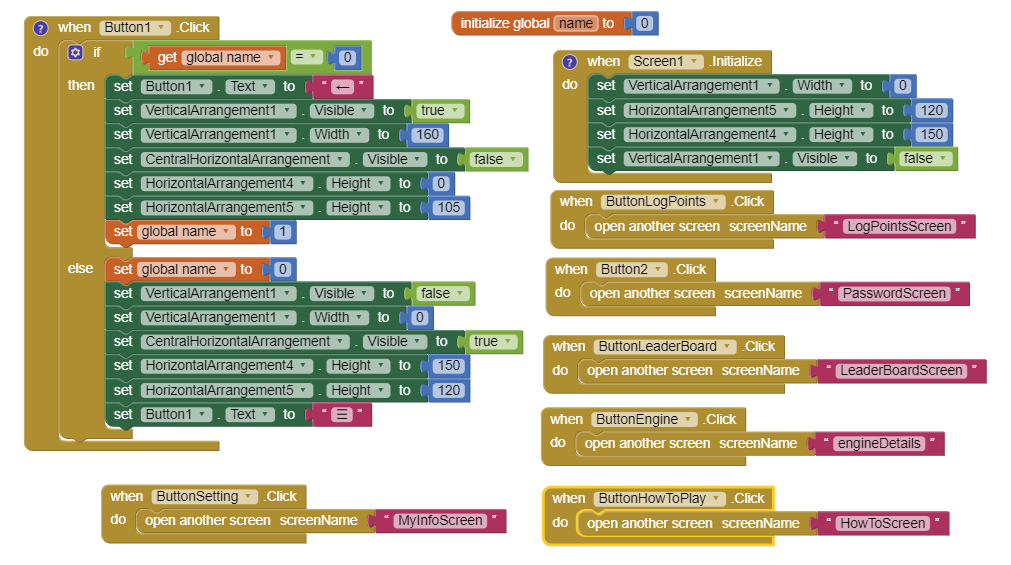 when Button1 .Click
do if get global name = 0
then set Button1 . Text to “ ← ”
set VerticalArrangement1 . Visible to true
set VerticalArrangement1 . Width to 160
set CentralHorizontalArrangement . Visible to false
set HorizontalArrangement4 . Height to 0
set HorizontalArrangement5 . Height to 105
set global name to 1
else set global name to 0
set VerticalArrangement1 . Visible to false
set VerticalArrangement1 . Width to 0
set CentralHorizontalArrangement . Visible to true
set HorizontalArrangement4 . Height to 150
set HorizontalArrangement5 . Height to 120
set Button1 . Text to “ ☰ ”
when ButtonSetting .Click
do open another screen screenName “ MyInfoScreen ”
initialize global name to 0
when Screen1 .Initialize
do set VerticalArrangement1 . Width to 0
set HorizontalArrangement5 . Height to 120
set HorizontalArrangement4 . Height to 150
set VerticalArrangement1 . Visible to false
when ButtonLogPoints .Click
do open another screen screenName “ LogPointsScreen ”
when Button2 .Click
do open another screen screenName “ PasswordScreen ”
when ButtonLeaderBoard .Click
do open another screen screenName “ LeaderBoardScreen ”
when ButtonEngine .Click
do open another screen screenName “ engineDetails ”
when ButtonHowToPlay .Click
do open another screen screenName “ HowToScreen ”